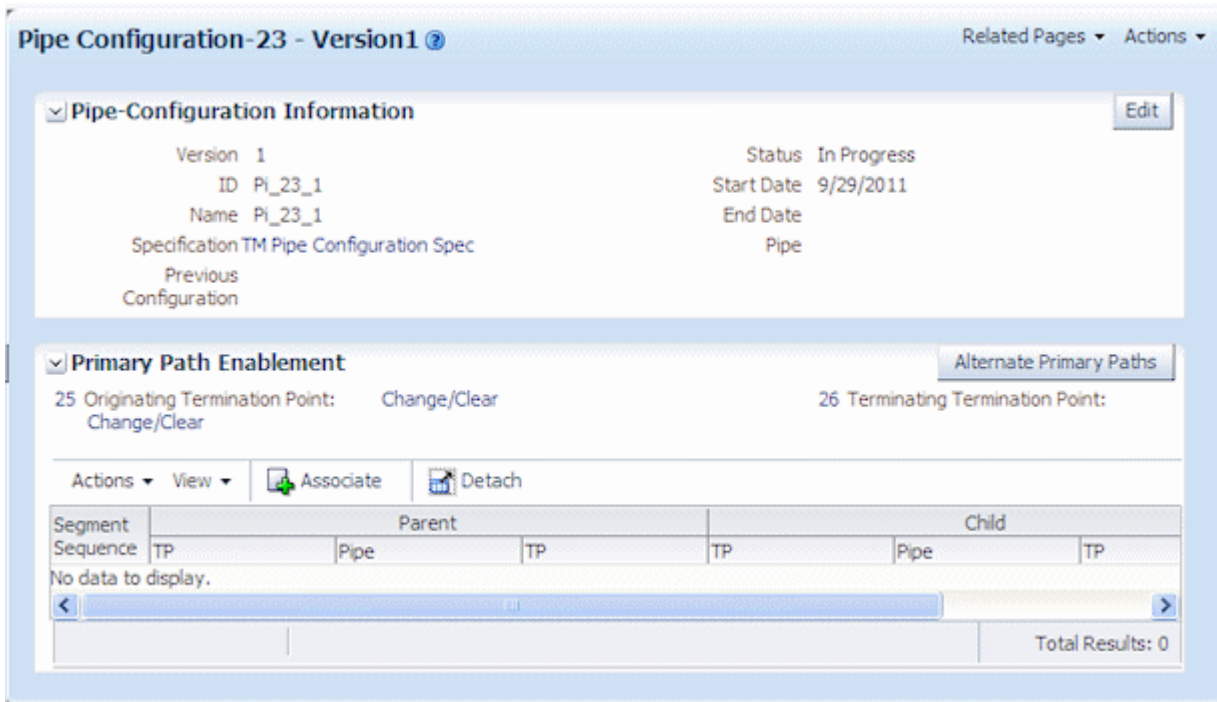 Pipe Configuration-23 - Version1
Related Pages Actions
Pipe-Configuration Information
Edit
Version 1
Status In Progress
ID Pi_23_1
Start Date 9/29/2011
Name Pi_23_1
End Date
Specification TM Pipe Configuration Spec
Pipe
Previous
Configuration
Primary Path Enablement
Alternate Primary Paths
25 Originating Termination Point: Change/Clear
26 Terminating Termination Point:
Change/Clear
Actions View Associate Detach
Segment
Sequence
Parent Child
TP Pipe TP TP Pipe TP
No data to display.
Total Results: 0